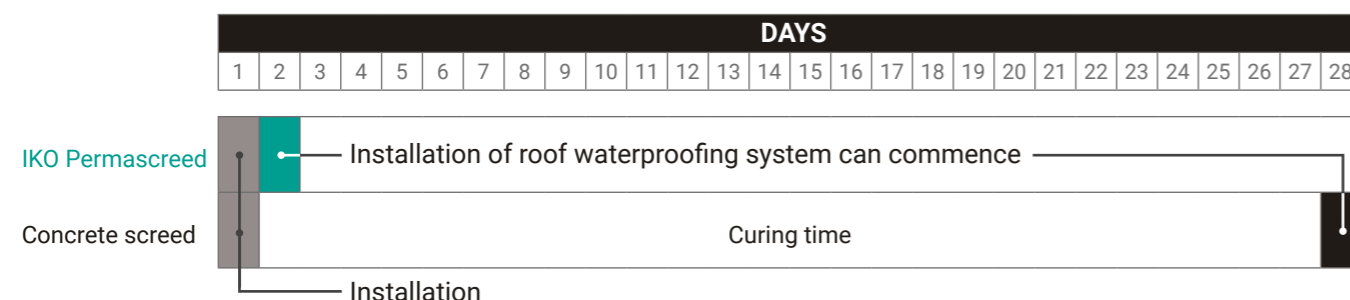 DAYS
1 2 3 4 5 6 7 8 9 10 11 12 13 14 15 16 17 18 19 20 21 22 23 24 25 26 27 28
IKO Permascreed
Installation of roof waterproofing system can commence
Concrete screed
Curing time
Installation